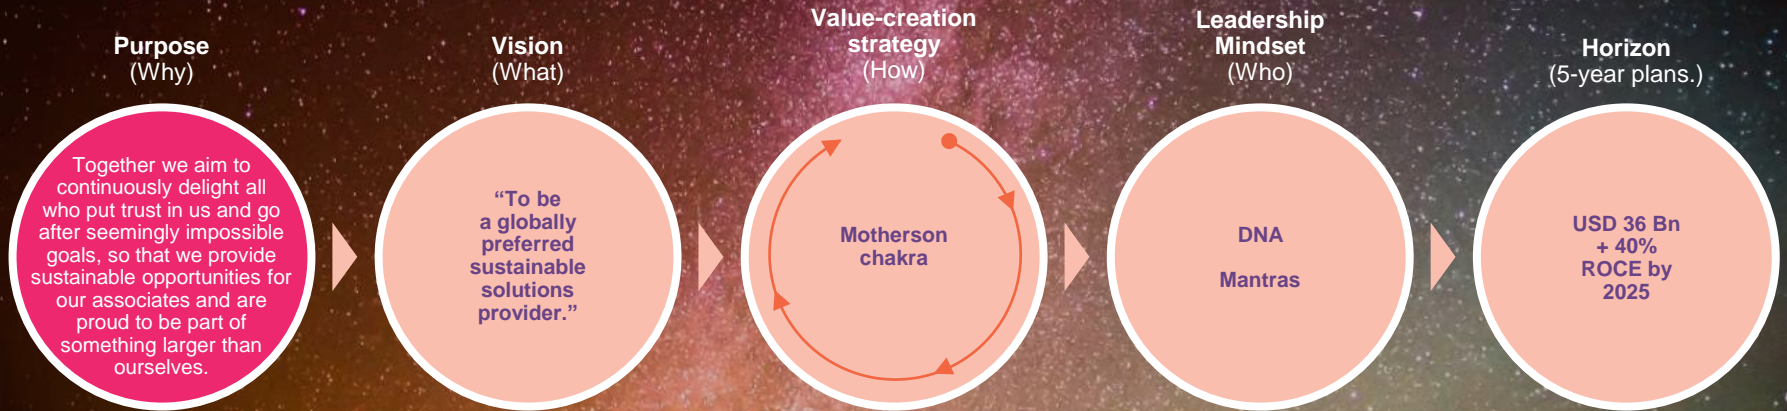 Purpose
(Why)
Together we aim to
continuously delight all
who put trust in us and go
after seemingly impossible
goals, so that we provide
sustainable opportunities for
our associates and are
proud to be part of
something larger than
ourselves.
Vision
(What)
“To be
a globally
preferred
sustainable
solutions
provider.”
Value-creation
strategy
(How)
Motherson
chakra
Leadership
Mindset
(Who)
DNA
Mantras
Horizon
(5-year plans.)
USD 36 Bn
+ 40%
ROCE by
2025